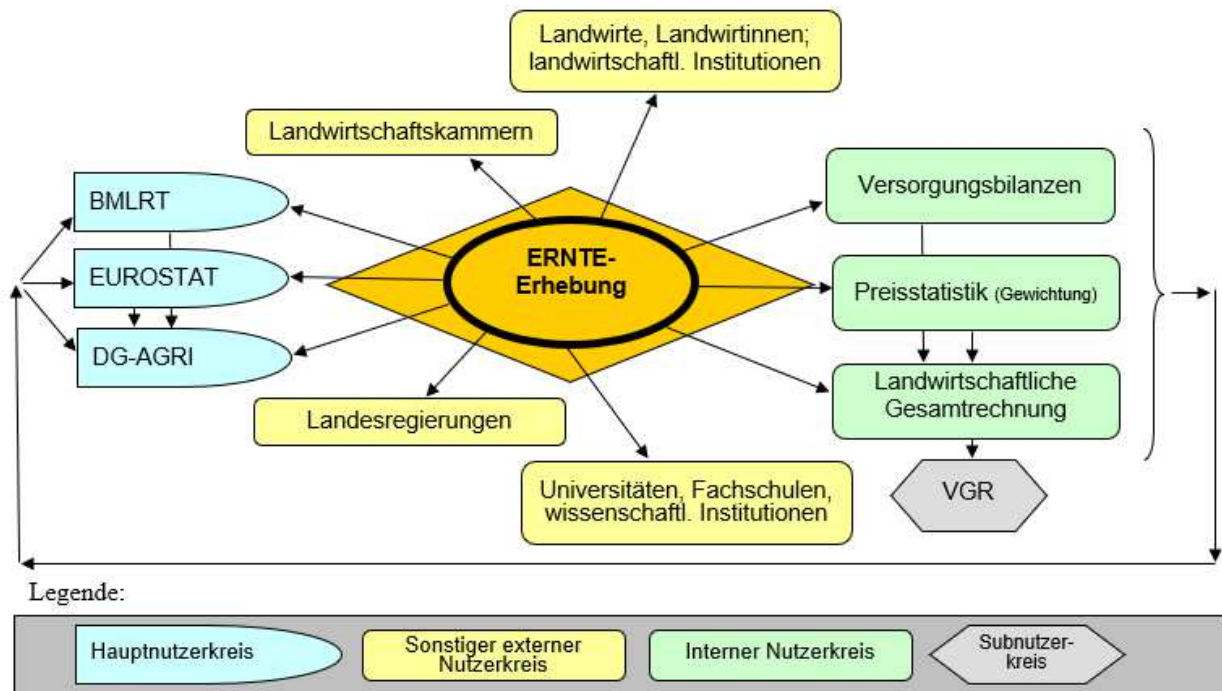 Landwirte, Landwirtinnen;
landwirtschaftl. Institutionen
Landwirtschaftskammern
BMLRT
EUROSTAT
DG-AGRI
ERNTE-
Erhebung
Versorgungsbilanzen
Preisstatistik (Gewichtung)
Landwirtschaftliche
Gesamtrechnung
VGR
Landesregierungen
Universitäten, Fachschulen,
wissenschaftl. Institutionen
Legende:
Hauptnutzerkreis
Sonstiger externer
Nutzerkreis
Interner Nutzerkreis
Subnutzer-
kreis